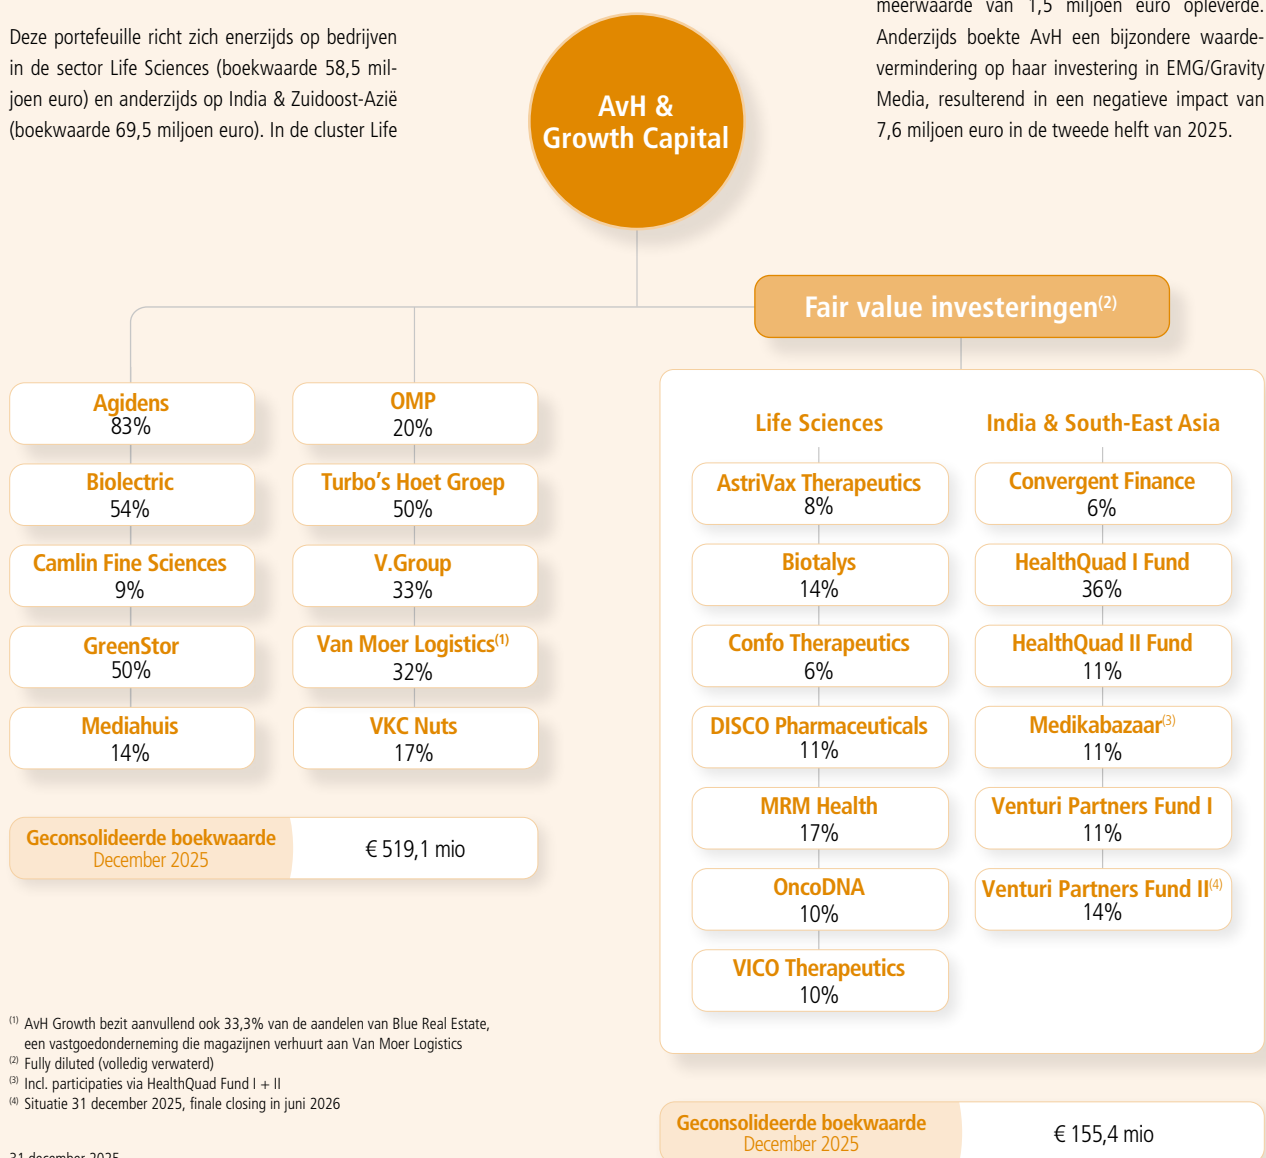 Deze portefeuille richt zich enerzijds op bedrijven
in de sector Life Sciences (boekwaarde 58,5 mil-
joen euro) en anderzijds op India & Zuidoost-Azië
(boekwaarde 69,5 miljoen euro). In de cluster Life
meerwaarde van 1,5 miljoen euro opleverde.
Anderzijds boekte AvH een bijzondere waarde-
vermindering op haar investering in EMG/Gravity
Media, resulterend in een negatieve impact van
7,6 miljoen euro in de tweede helft van 2025.
AvH &
Growth Capital
Fair value investeringen(2)
Agidens
83%
Biolectric
54%
Camlin Fine Sciences
9%
GreenStor
50%
Mediahuis
14%
OMP
20%
Turbo's Hoet Groep
50%
V.Group
33%
Van Moer Logistics(1)
32%
VKC Nuts
17%
Geconsolideerde boekwaarde
December 2025
€ 519,1 mio
Life Sciences
AstriVax Therapeutics
8%
Biotalys
14%
Confo Therapeutics
6%
DISCO Pharmaceuticals
11%
MRM Health
17%
OncoDNA
10%
VICO Therapeutics
10%
India & South-East Asia
Convergent Finance
6%
HealthQuad I Fund
36%
HealthQuad II Fund
11%
Medikabazaar(3)
11%
Venturi Partners Fund I
11%
Venturi Partners Fund II(4)
14%
Geconsolideerde boekwaarde
December 2025
€ 155,4 mio
(1) AvH Growth bezit aanvullend ook 33,3% van de aandelen van Blue Real Estate,
een vastgoedonderneming die magazijnen verhuurt aan Van Moer Logistics
(2) Fully diluted (volledig verwaterd)
(3) Incl. participaties via HealthQuad Fund I + II
(4) Situatie 31 december 2025, finale closing in juni 2026
31 december 2025